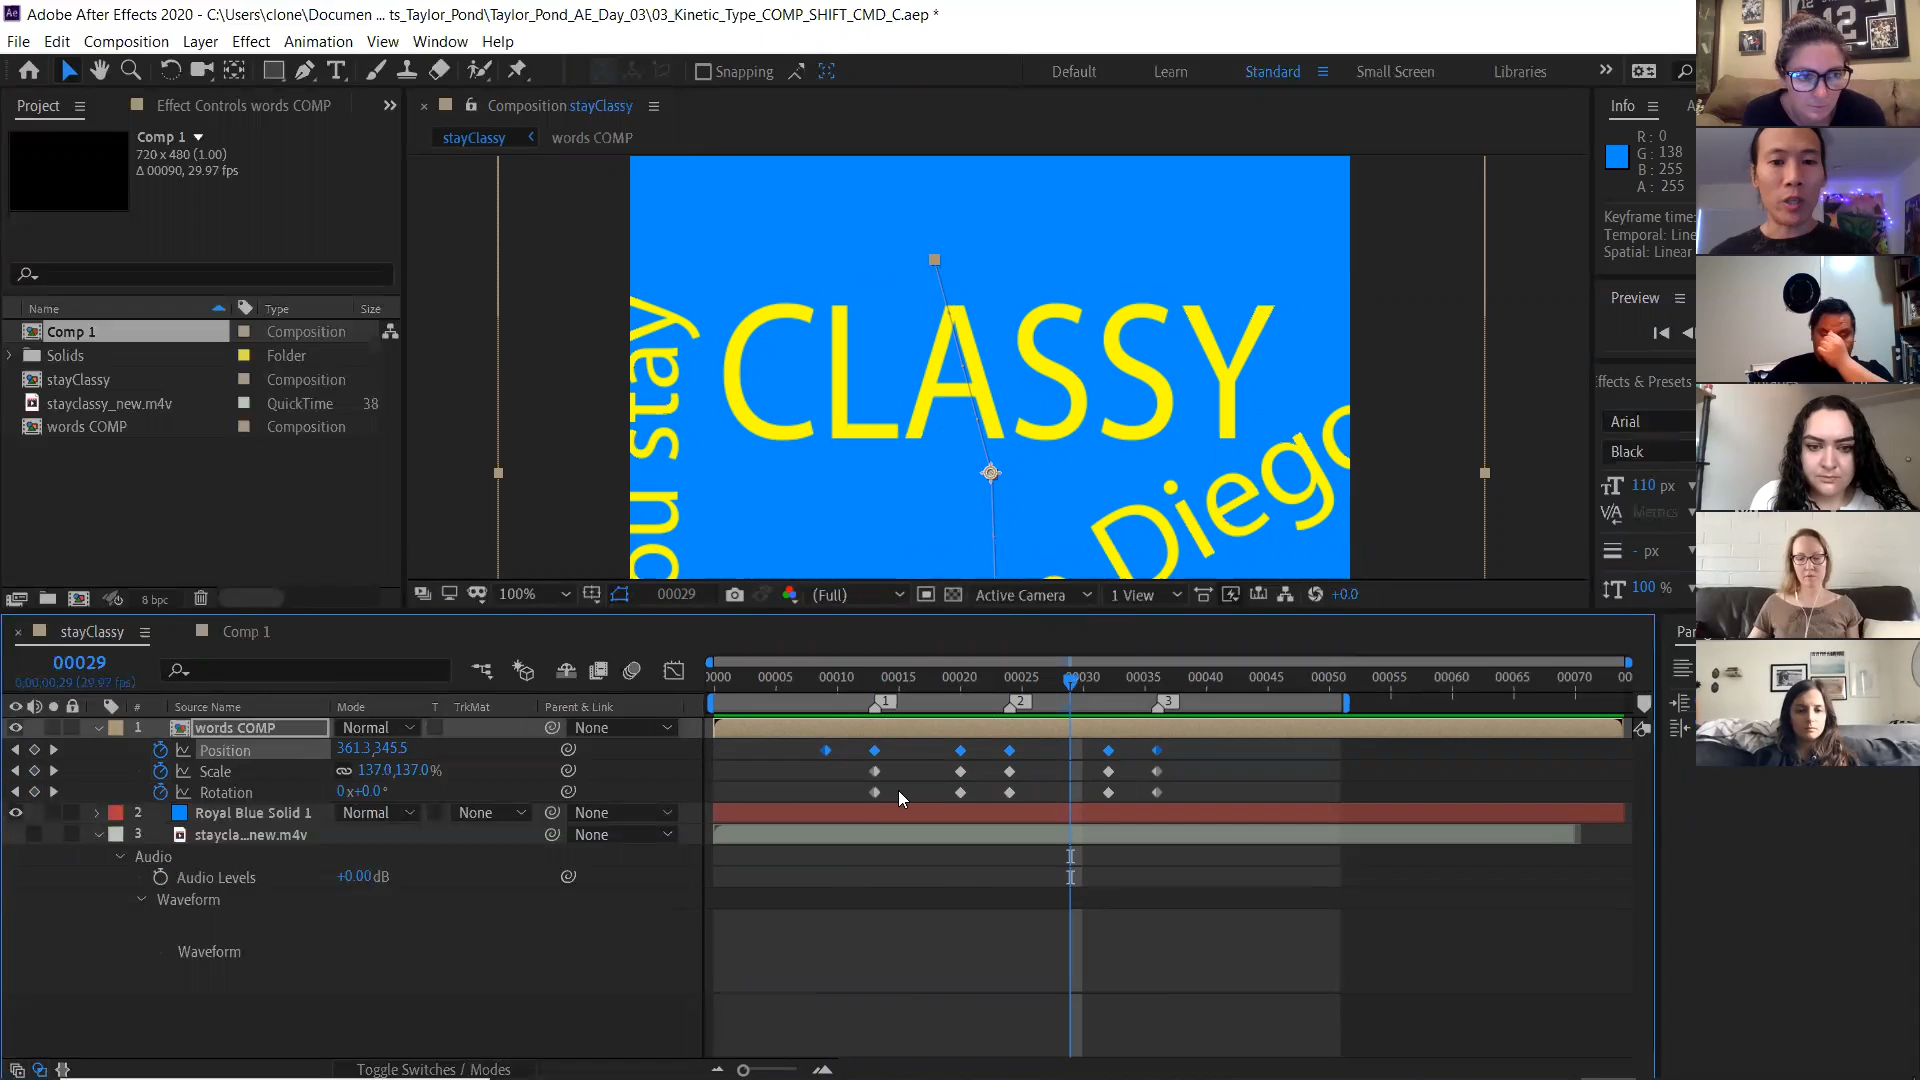 Adobe After Effects 2020 - C:\Users\clone\Documen ... ts_Taylor_Pond\Taylor_Pond_AE_Day_03\03_Kinetic_Type_COMP_SHIFT_CMD_C.aep *
File Edit Composition Layer Effect Animation View Window Help
Snapping Default Learn Standard Small Screen Libraries
Project Effect Controls words COMP Composition stayClassy Info
Comp 1
720 x 480 (1.00)
Δ 00090, 29.97 fps
stayClassy words COMP
R: 0
G: 138
B: 255
A: 255
Keyframe time:
Temporal: Line
Spatial: Linear
Preview
CLASSY
ou stay
Diego
Name Type Size
Comp 1 Composition
Solids Folder
stayClassy Composition
stayclassy_new.m4v QuickTime 38
words COMP Composition
Effects & Presets
Arial
Black
110 px
Metrics
- px
100 %
8 bpc
100% 00029 (Full) Active Camera 1 View +0.0
stayClassy Comp 1
00029
0;00;00;29 (29.97 fps)
0000 00005 00010 00015 00020 00025 00030 00035 00040 00045 00050 00055 00060 00065 00070 00
# Source Name Mode T TrkMat Parent & Link
1 2 3
1 words COMP Normal None
Position 361.3,345.5
Scale 137.0,137.0%
Rotation 0x+0.0°
2 Royal Blue Solid 1 Normal None None
3 staycla...new.m4v None
Audio
Audio Levels +0.00dB
Waveform
Waveform
Toggle Switches / Modes